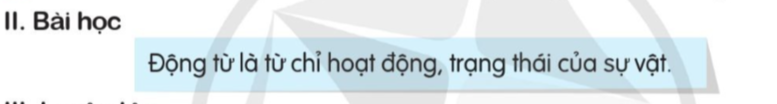 II. Bài học
Động từ là từ chỉ hoạt động, trạng thái của sự vật.